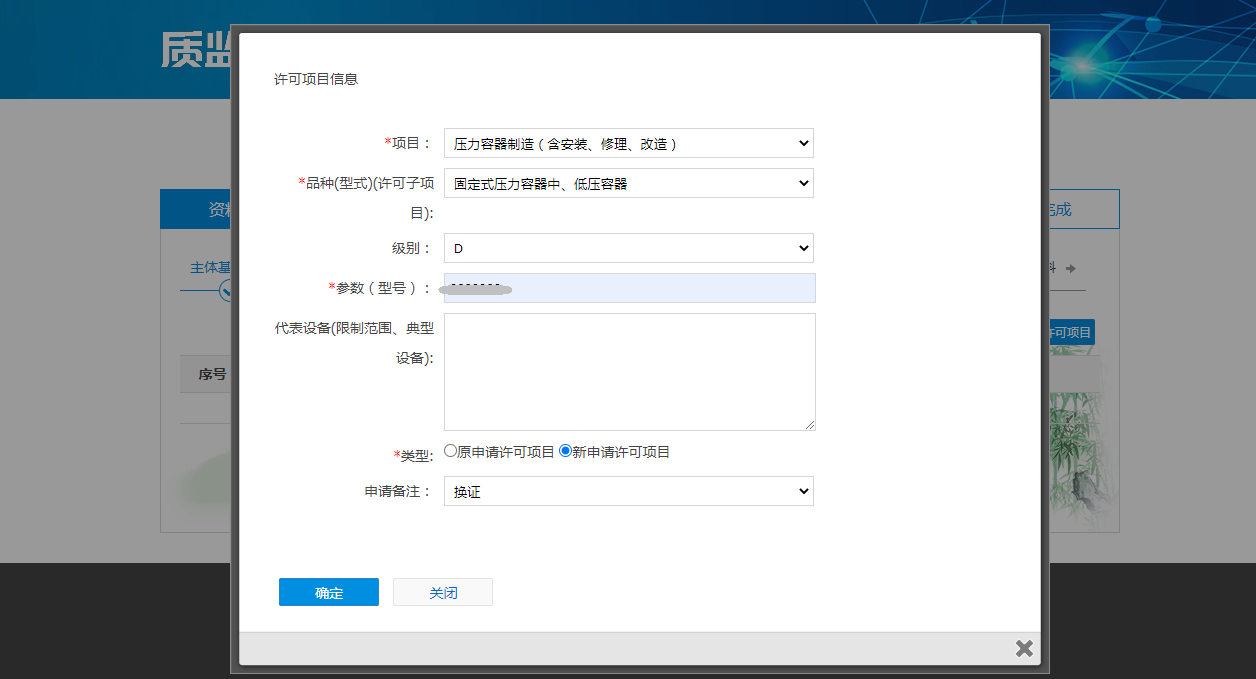 质监
许可项目信息
*项目：
压力容器制造（含安装、修理、改造）
*品种(型式)(许可子项
目):
固定式压力容器中、低压容器
资料
完成
级别：
D
主体基
料
*参数（型号）：
代表设备(限制范围、典型
设备):
许可项目
序号
*类型:
原申请许可项目 新申请许可项目
申请备注：
换证
确定
关闭